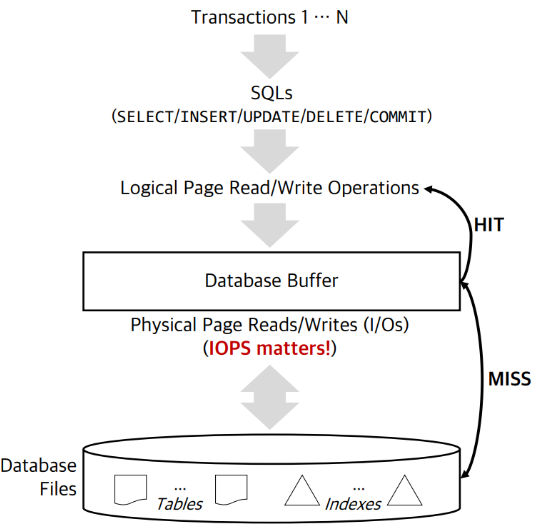 Transactions 1 ··· N
SQLs
(SELECT/INSERT/UPDATE/DELETE/COMMIT)
Logical Page Read/Write Operations
HIT
Database Buffer
Physical Page Reads/Writes (I/Os)
(IOPS matters!)
MISS
Database
Files
...
Tables
...
Indexes